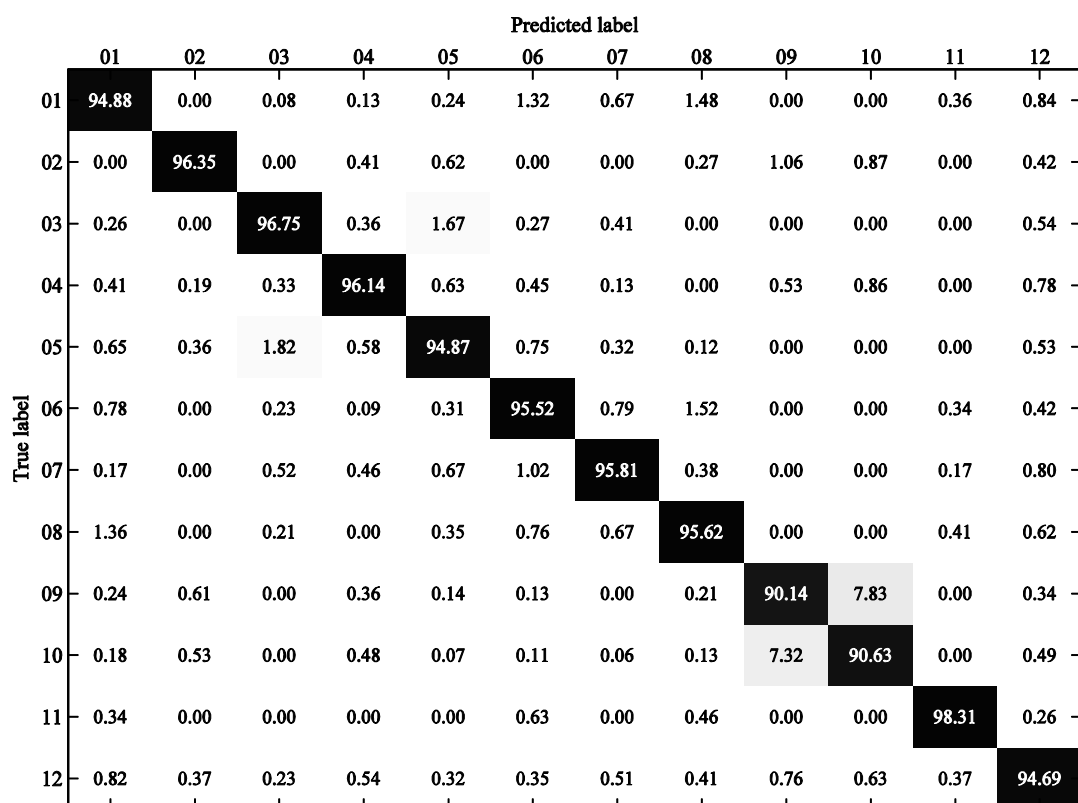 Predicted label
01 02 03 04 05 06 07 08 09 10 11 12
01 94.88 0.00 0.08 0.13 0.24 1.32 0.67 1.48 0.00 0.00 0.36 0.84
02 0.00 96.35 0.00 0.41 0.62 0.00 0.00 0.27 1.06 0.87 0.00 0.42
03 0.26 0.00 96.75 0.36 1.67 0.27 0.41 0.00 0.00 0.00 0.00 0.54
04 0.41 0.19 0.33 96.14 0.63 0.45 0.13 0.00 0.53 0.86 0.00 0.78
05 0.65 0.36 1.82 0.58 94.87 0.75 0.32 0.12 0.00 0.00 0.00 0.53
06 0.78 0.00 0.23 0.09 0.31 95.52 0.79 1.52 0.00 0.00 0.34 0.42
True label
07 0.17 0.00 0.52 0.46 0.67 1.02 95.81 0.38 0.00 0.00 0.17 0.80
08 1.36 0.00 0.21 0.00 0.35 0.76 0.67 95.62 0.00 0.00 0.41 0.62
09 0.24 0.61 0.00 0.36 0.14 0.13 0.00 0.21 90.14 7.83 0.00 0.34
10 0.18 0.53 0.00 0.48 0.07 0.11 0.06 0.13 7.32 90.63 0.00 0.49
11 0.34 0.00 0.00 0.00 0.00 0.63 0.00 0.46 0.00 0.00 98.31 0.26
12 0.82 0.37 0.23 0.54 0.32 0.35 0.51 0.41 0.76 0.63 0.37 94.69